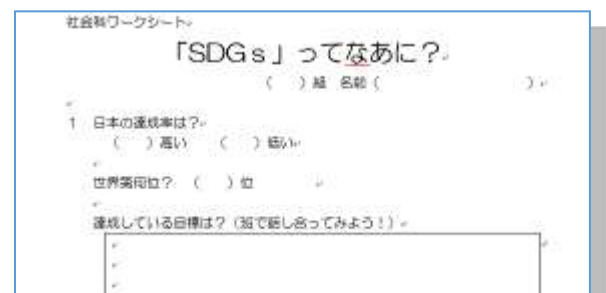 社会科ワークシート
「SDGs」ってなあに?
( )組 名前( )
1 日本の達成率は?
( )高い ( )低い
世界第何位? ( )位
達成している目標は?(班で話し合ってみよう!)